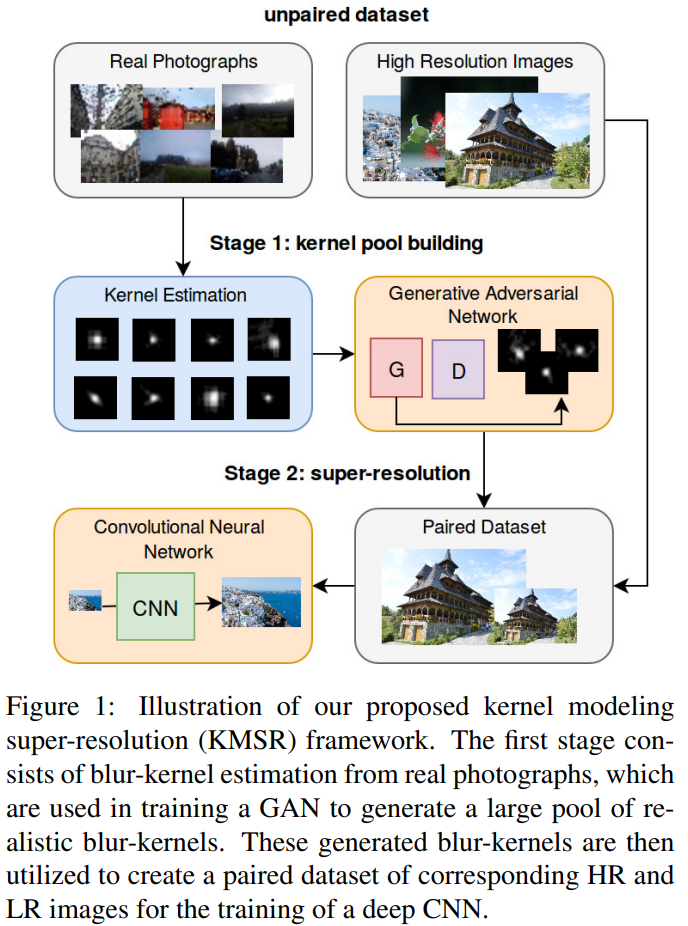 unpaired dataset
Real Photographs
High Resolution Images
Stage 1: kernel pool building
Kernel Estimation
Generative Adversarial
Network
G
D
Stage 2: super-resolution
Convolutional Neural
Network
CNN
Paired Dataset
Figure 1: Illustration of our proposed kernel modeling
super-resolution (KMSR) framework. The first stage con-
sists of blur-kernel estimation from real photographs, which
are used in training a GAN to generate a large pool of re-
alistic blur-kernels. These generated blur-kernels are then
utilized to create a paired dataset of corresponding HR and
LR images for the training of a deep CNN.